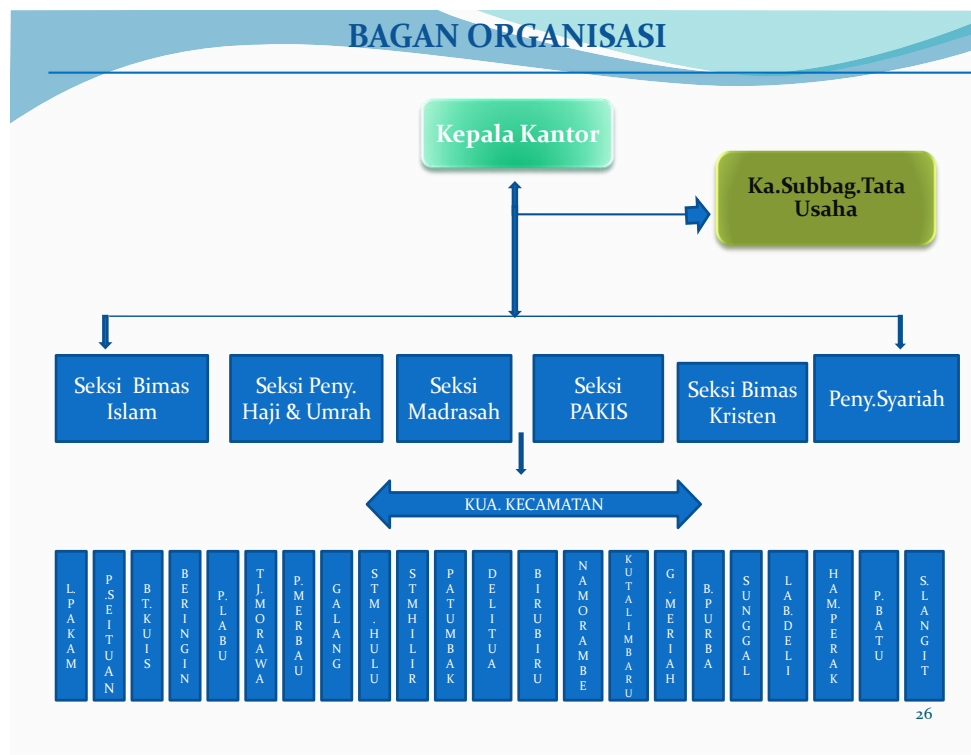 BAGAN ORGANISASI
Kepala Kantor
Ka.Subbag.Tata
Usaha
Seksi Bimas
Islam
Seksi Peny.
Haji & Umrah
Seksi
Madrasah
Seksi
PAKIS
Seksi Bimas
Kristen
Peny.Syariah
KUA. KECAMATAN
L.PAKAM
P.SEITUAN
BT.KUIS
BERINGIN
P.LABU
TJ.MORAWA
P.MERBAU
GALANG
STM.HULU
STMHILIR
PATUMBAK
DELITUA
BIRUBIRU
NAMORAMBE
KUTALIMBARU
G.MERIAH
B.PURBA
SUNGGAL
LAB.DELI
HAM.PERAK
P.BATU
S.LANGIT
26